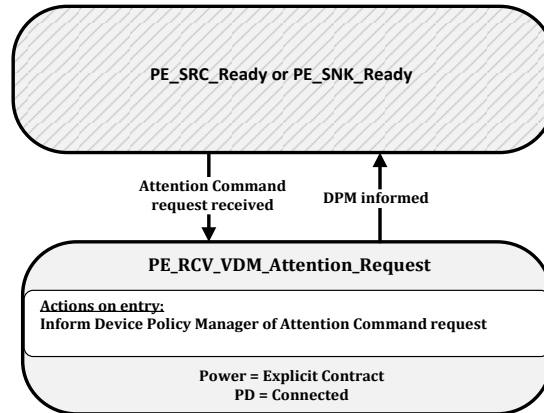 PE_SRC_Ready or PE_SNK_Ready
Attention Command
request received
DPM informed
PE_RCV_VDM_Attention_Request
Actions on entry:
Inform Device Policy Manager of Attention Command request
Power = Explicit Contract
PD = Connected